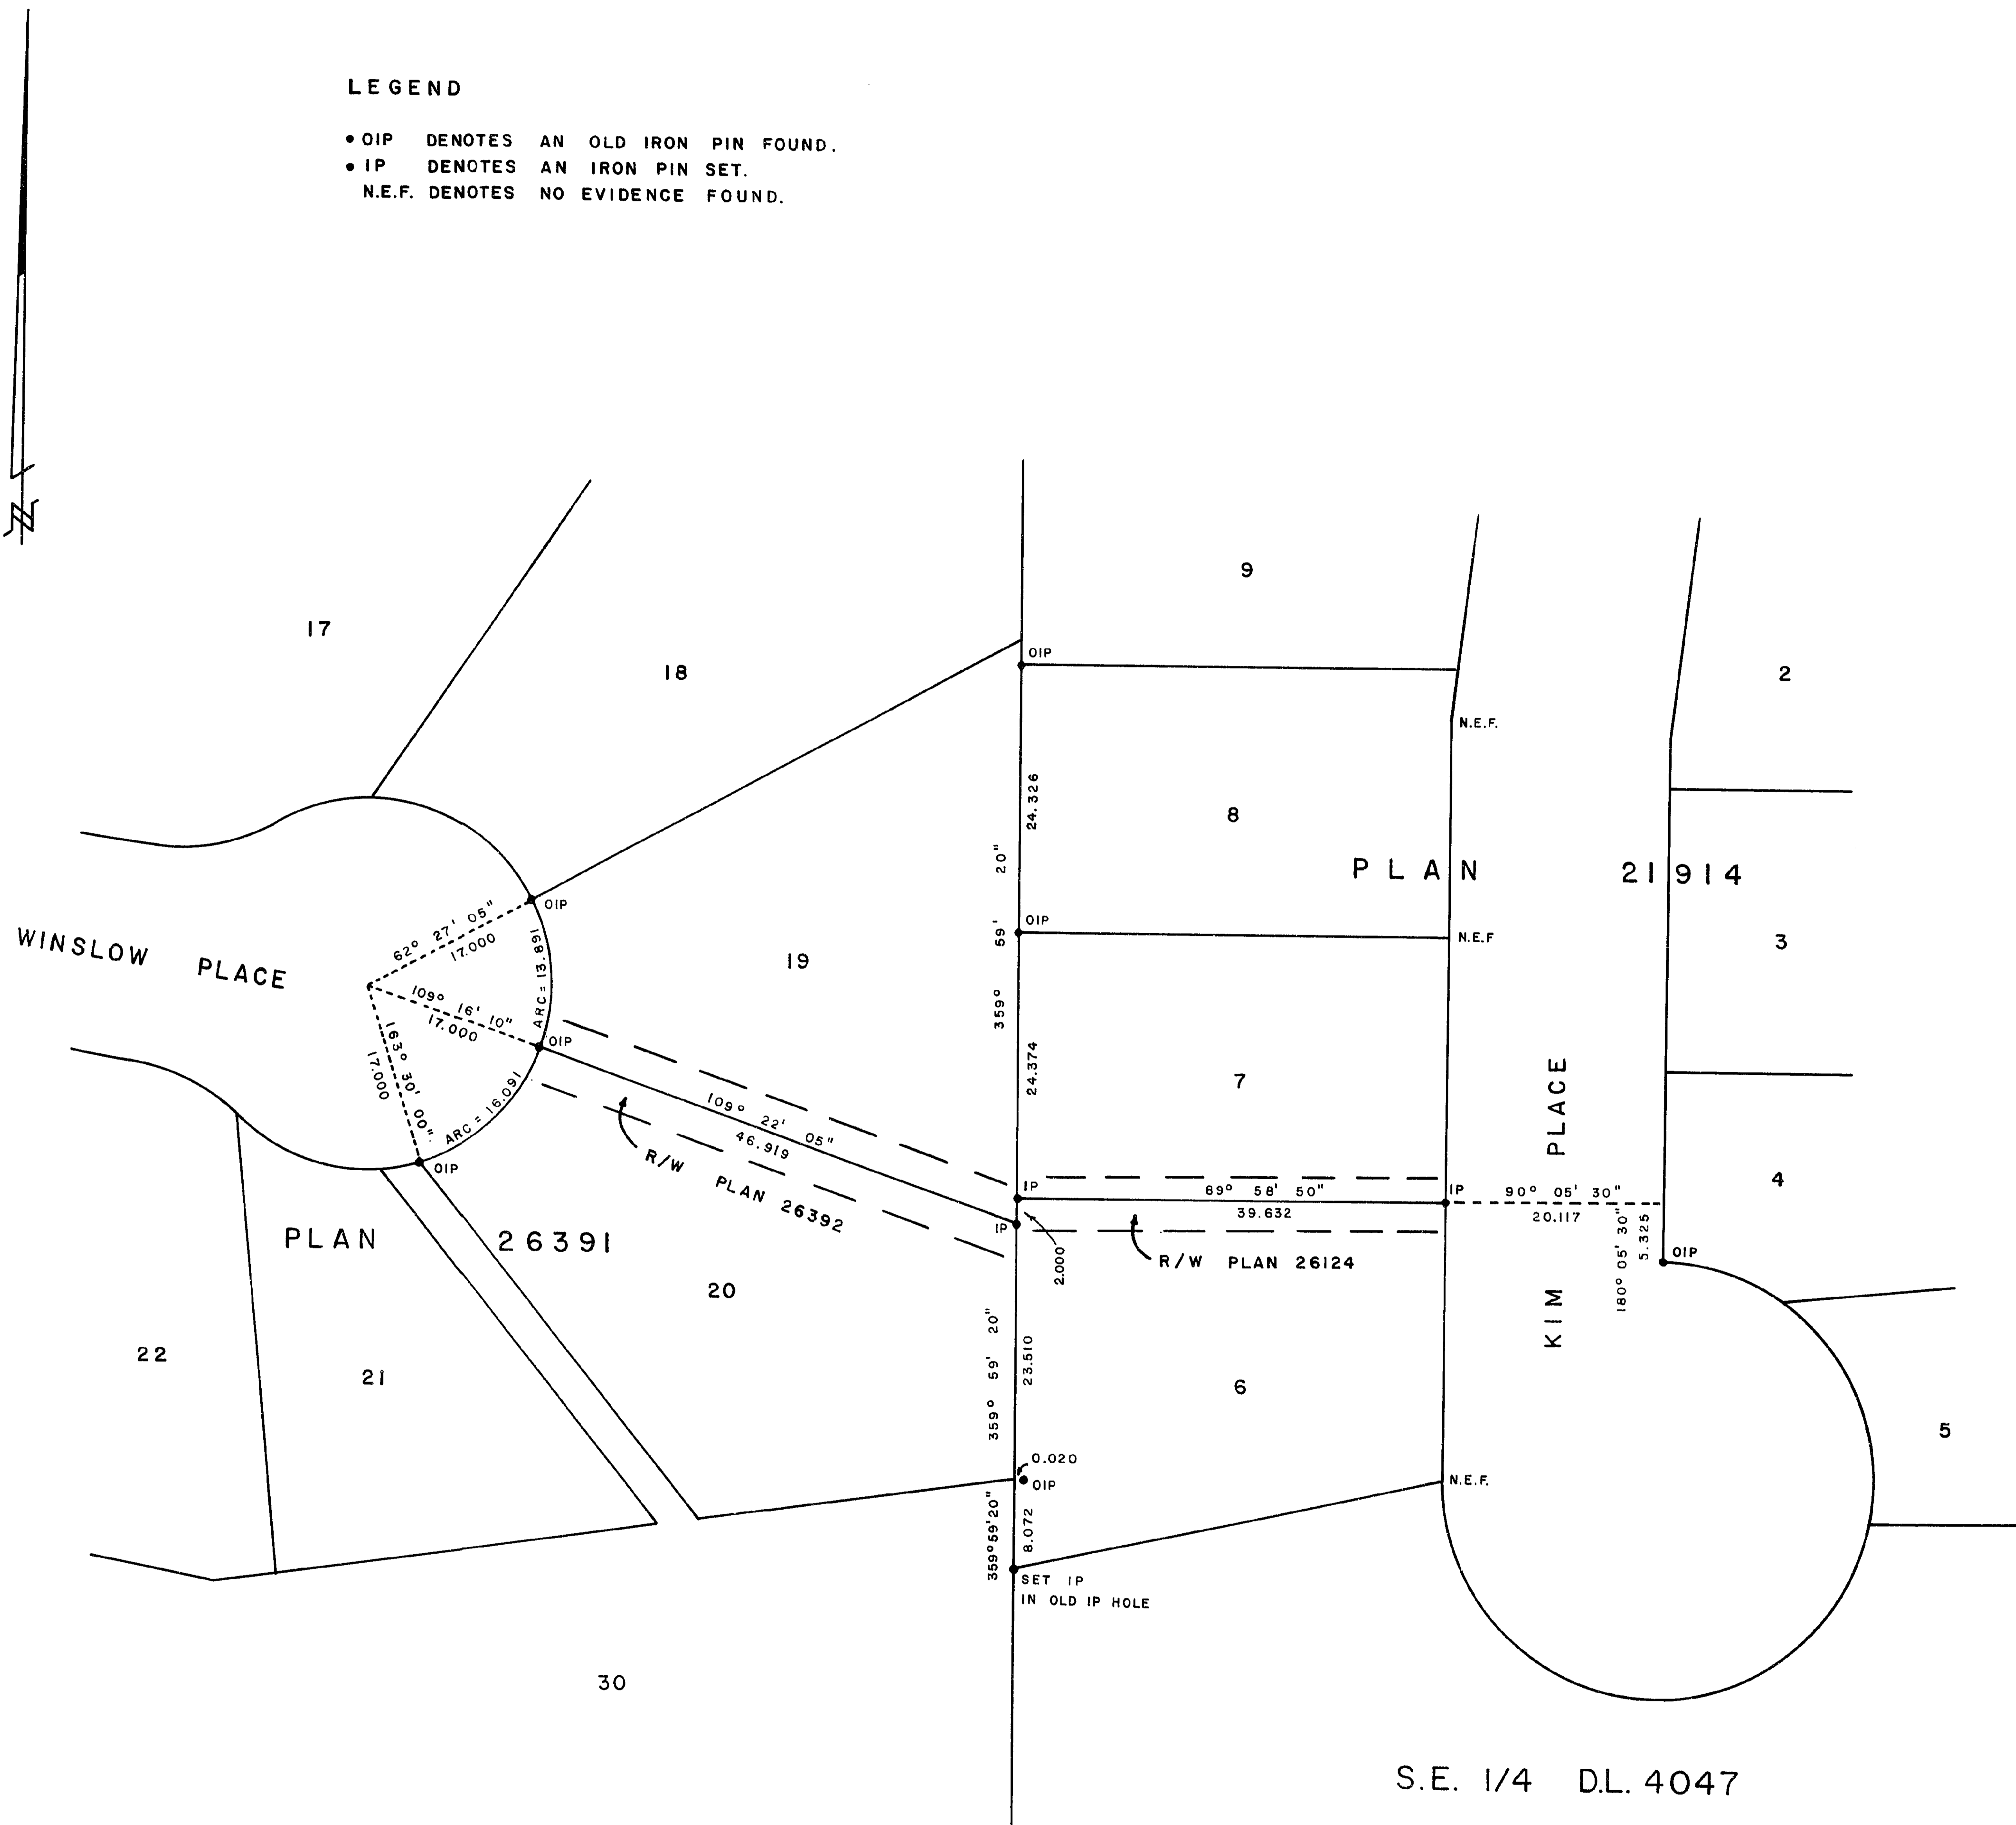 LEGEND
• OIP DENOTES AN OLD IRON PIN FOUND.
• IP DENOTES AN IRON PIN SET.
N.E.F. DENOTES NO EVIDENCE FOUND.
N
9
17
18
2
OIP
N.E.F.
24.326
8
359° 59' 20"
PLAN 21914
62° 27' 05"
17.000
OIP
ARC = 13.891
WINSLOW PLACE
19
OIP
N.E.F
3
109° 16' 10"
17.000
OIP
163° 30' 00"
17.000
ARC = 16.091
OIP
109° 22' 05"
46.919
R/W PLAN 26392
24.374
7
KIM PLACE
4
IP
89° 58' 50"
39.632
IP
90° 05' 30"
20.117
IP
2.000
R/W PLAN 26124
180° 05' 30"
5.325
OIP
PLAN 26391
20
22
21
359° 59' 20"
23.510
6
5
0.020
OIP
N.E.F.
359°59'20"
8.072
SET IP
IN OLD IP HOLE
30
S.E. 1/4 D.L. 4047